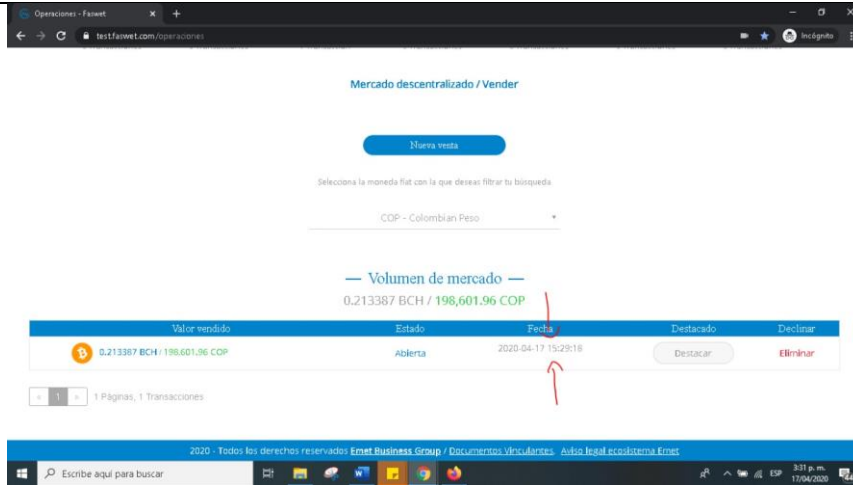 Operaciones - Faswet
test.faswet.com/operaciones
Incógnito
Mercado descentralizado / Vender
Nueva venta
Selecciona la moneda fiat con la que deseas filtrar tu búsqueda
COP - Colombian Peso
Volumen de mercado
0.213387 BCH / 198,601.96 COP
Valor vendido Estado Fecha Destacado Declinar
0.213387 BCH / 198,601.96 COP Abierta 2020-04-17 15:29:16 Destacar Eliminar
« 1 » 1 Páginas, 1 Transacciones
2020 - Todos los derechos reservados Emet Business Group / Documentos Vinculantes. Aviso legal ecosistema Emet
Escribe aquí para buscar
ESP
3:31 p. m.
17/04/2020
44